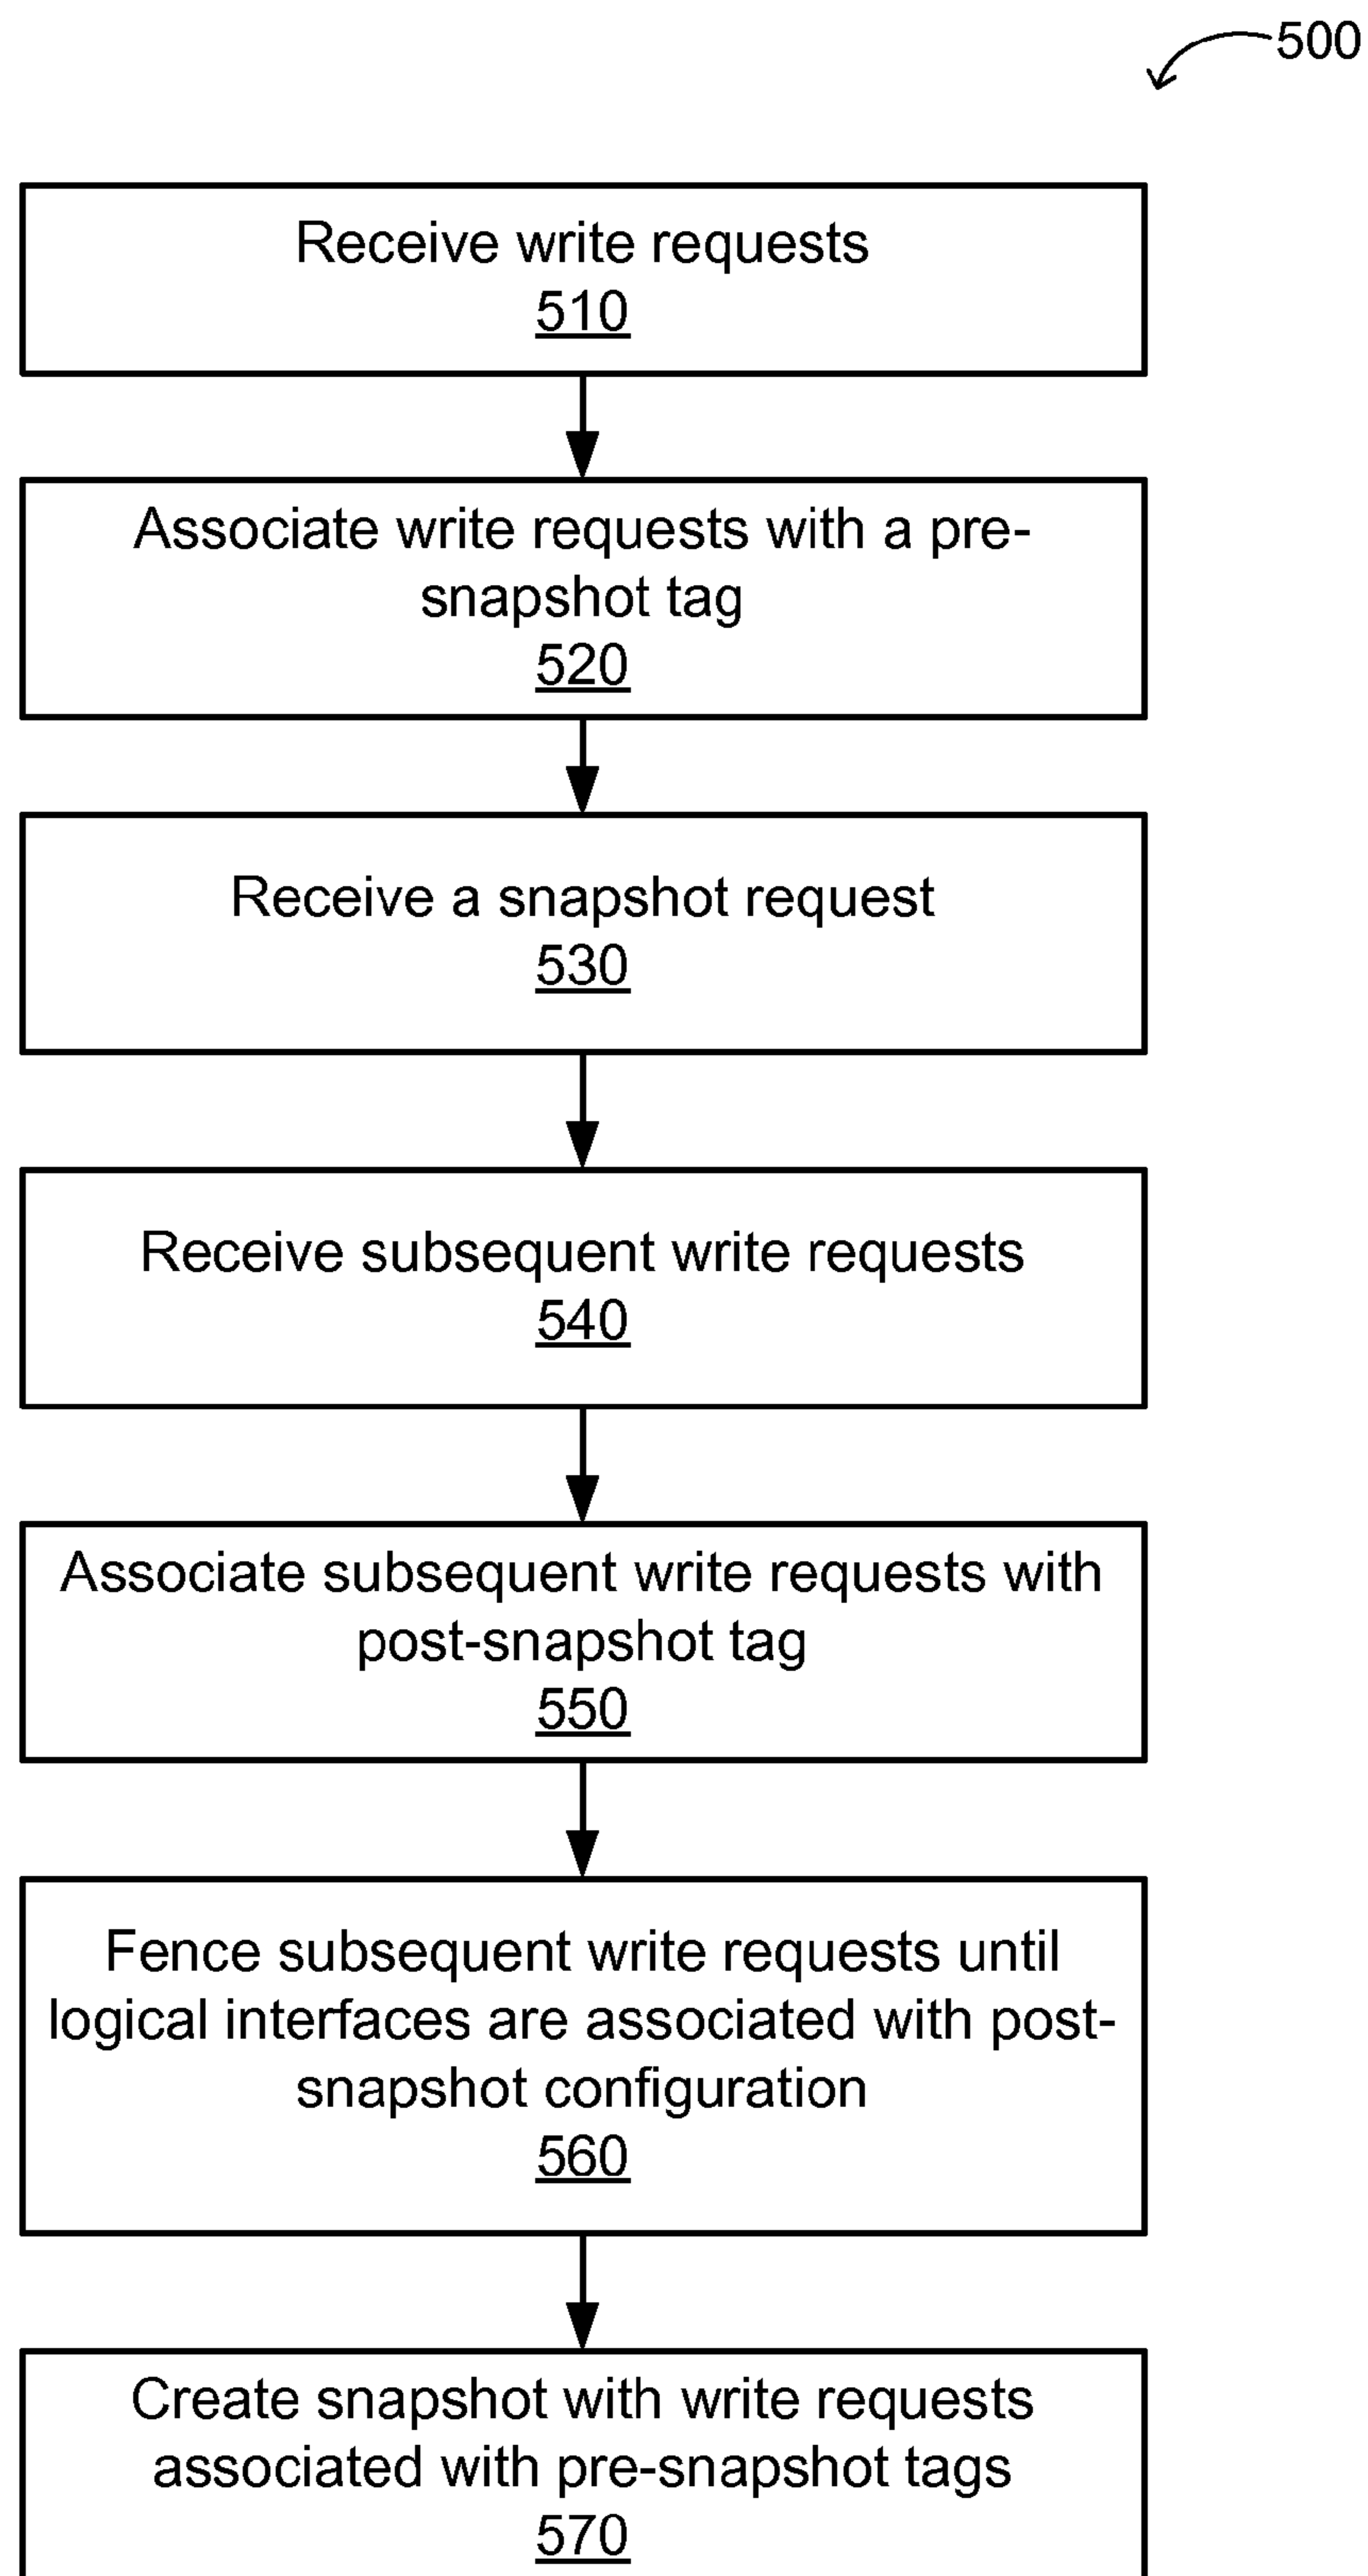 500
Receive write requests
510
Associate write requests with a pre-
snapshot tag
520
Receive a snapshot request
530
Receive subsequent write requests
540
Associate subsequent write requests with
post-snapshot tag
550
Fence subsequent write requests until
logical interfaces are associated with post-
snapshot configuration
560
Create snapshot with write requests
associated with pre-snapshot tags
570